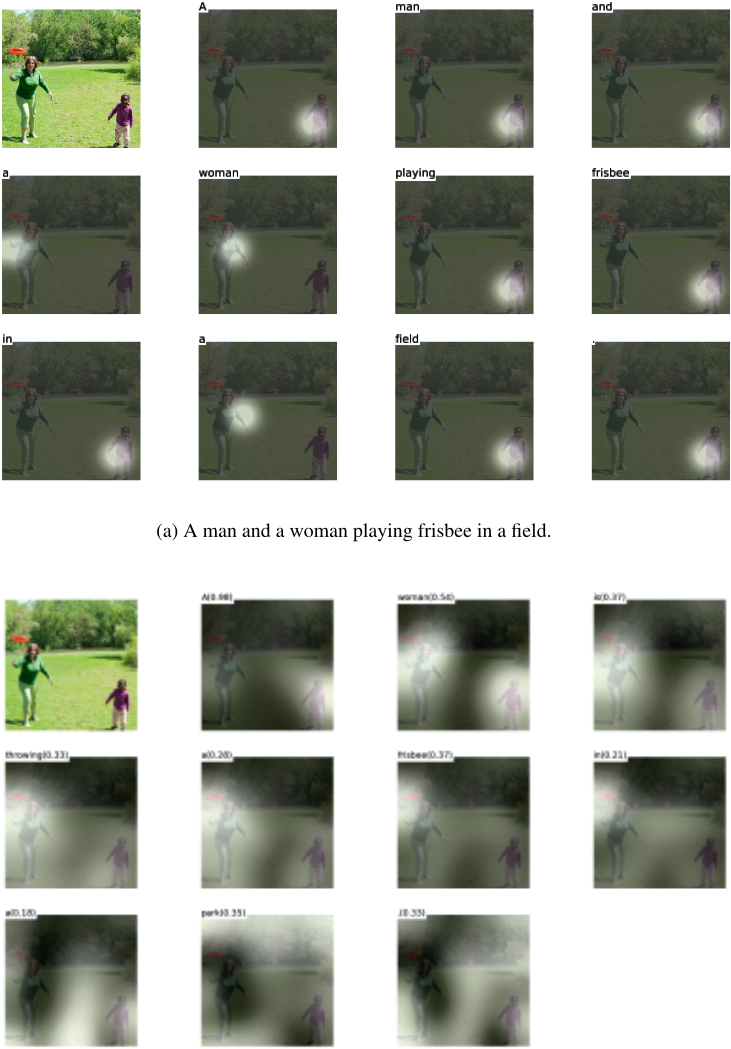 A man and
a woman playing frisbee
in a field .
(a) A man and a woman playing frisbee in a field.
A(0.98) woman(0.54) is(0.37)
throwing(0.33) a(0.28) frisbee(0.37) in(0.21)
a(0.18) park(0.35) .(0.33)